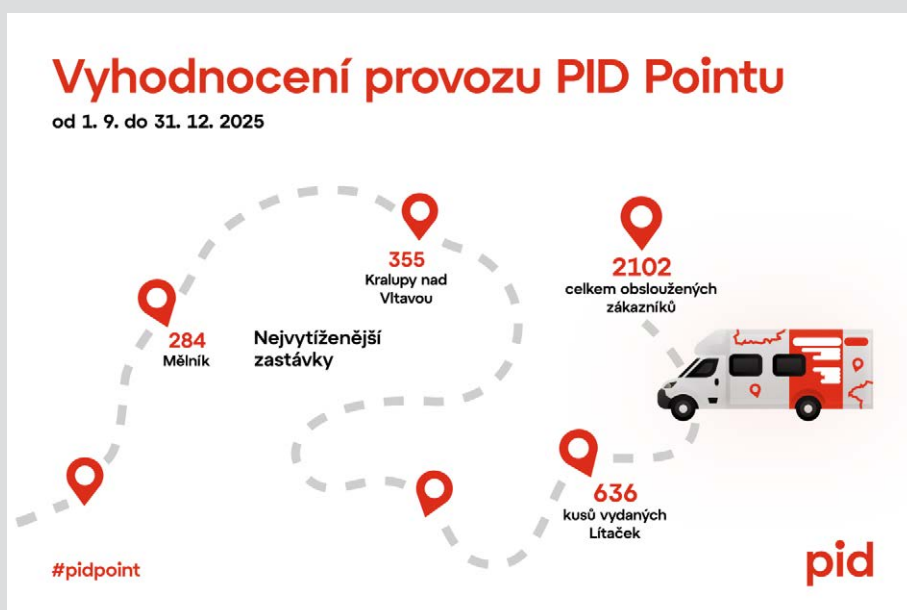 Vyhodnocení provozu PID Pointu
od 1. 9. do 31. 12. 2025
355
Kralupy nad
Vltavou
2102
celkem obsloužených
zákazníků
284
Mělník
Nejvytíženější
zastávky
636
kusů vydaných
Lítaček
#pidpoint
pid